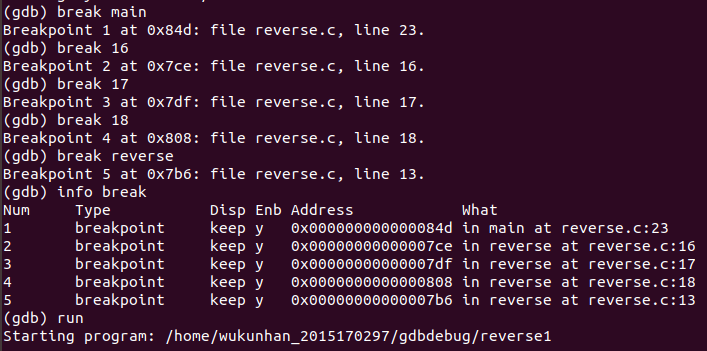 (gdb) break main
Breakpoint 1 at 0x84d: file reverse.c, line 23.
(gdb) break 16
Breakpoint 2 at 0x7ce: file reverse.c, line 16.
(gdb) break 17
Breakpoint 3 at 0x7df: file reverse.c, line 17.
(gdb) break 18
Breakpoint 4 at 0x808: file reverse.c, line 18.
(gdb) break reverse
Breakpoint 5 at 0x7b6: file reverse.c, line 13.
(gdb) info break
Num     Type           Disp Enb Address            What
1       breakpoint     keep y   0x000000000000084d in main at reverse.c:23
2       breakpoint     keep y   0x00000000000007ce in reverse at reverse.c:16
3       breakpoint     keep y   0x00000000000007df in reverse at reverse.c:17
4       breakpoint     keep y   0x0000000000000808 in reverse at reverse.c:18
5       breakpoint     keep y   0x00000000000007b6 in reverse at reverse.c:13
(gdb) run
Starting program: /home/wukunhan_2015170297/gdbdebug/reverse1